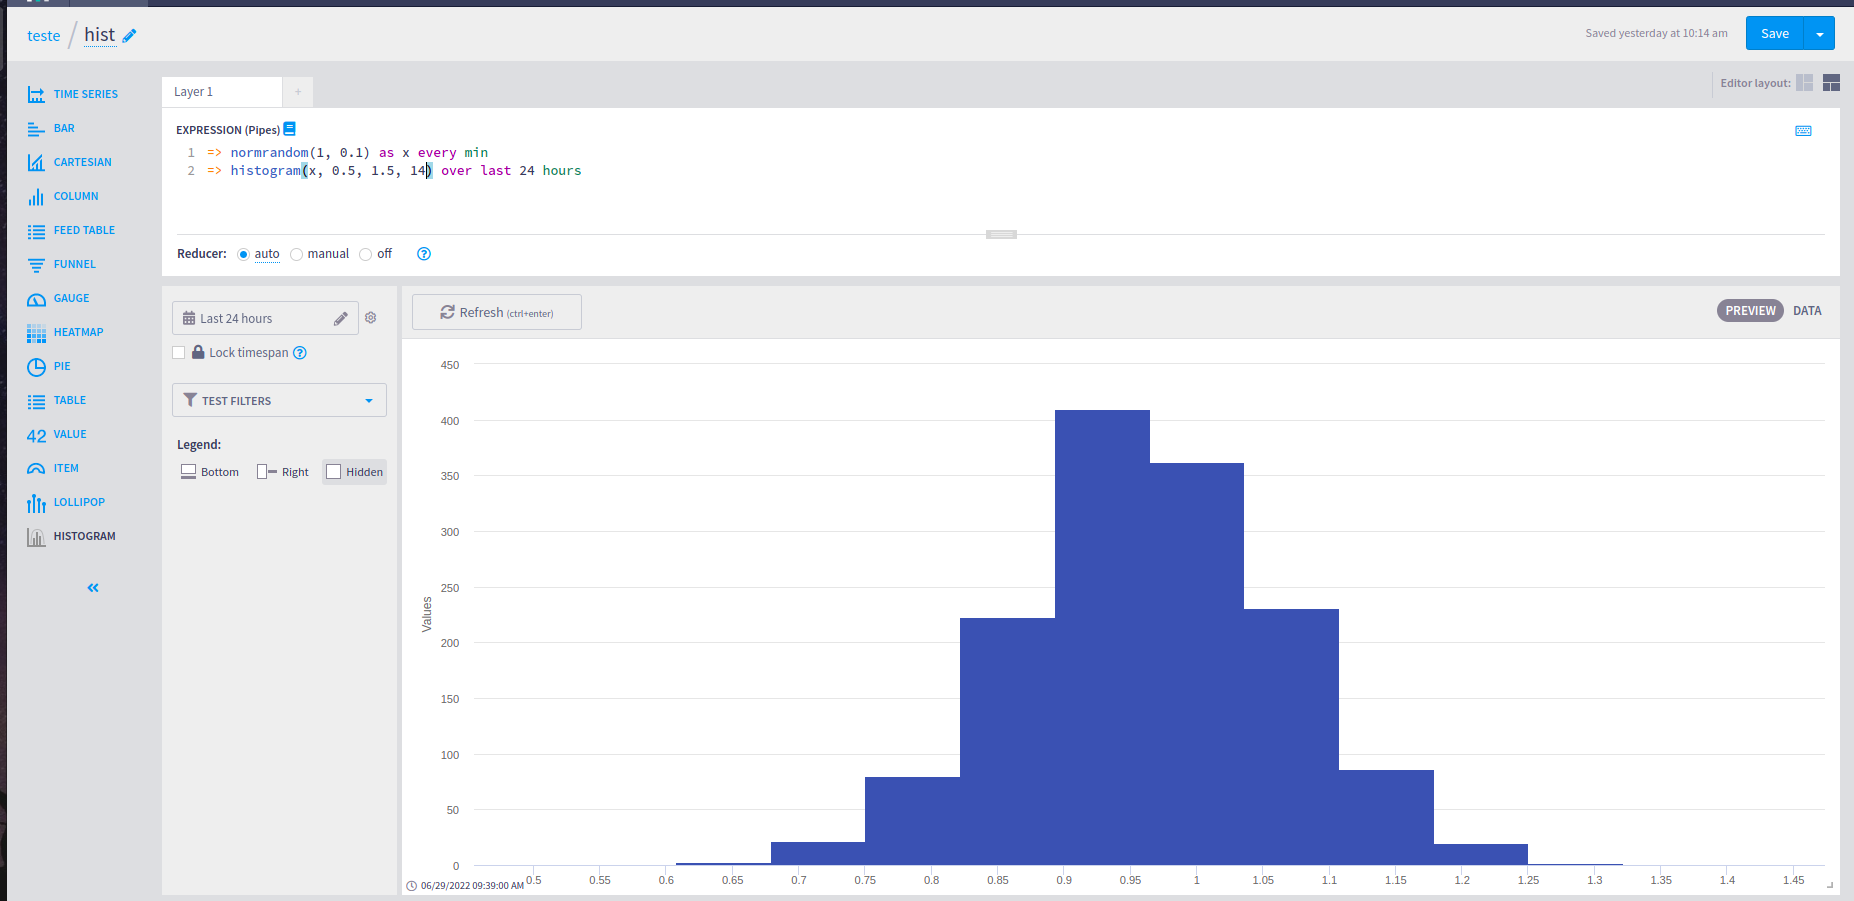 teste / hist
Saved yesterday at 10:14 am
Save
TIME SERIES
BAR
CARTESIAN
COLUMN
FEED TABLE
FUNNEL
GAUGE
HEATMAP
PIE
TABLE
42 VALUE
ITEM
LOLLIPOP
HISTOGRAM
«
Layer 1 +
Editor layout:
EXPRESSION (Pipes)
1 => normrandom(1, 0.1) as x every min
2 => histogram(x, 0.5, 1.5, 14) over last 24 hours
Reducer: auto manual off ?
Last 24 hours
Lock timespan ?
TEST FILTERS
Legend:
Bottom Right Hidden
Refresh (ctrl+enter)
PREVIEW DATA
Values
450
400
350
300
250
200
150
100
50
0
0.5 0.55 0.6 0.65 0.7 0.75 0.8 0.85 0.9 0.95 1 1.05 1.1 1.15 1.2 1.25 1.3 1.35 1.4 1.45
06/29/2022 09:39:00 AM